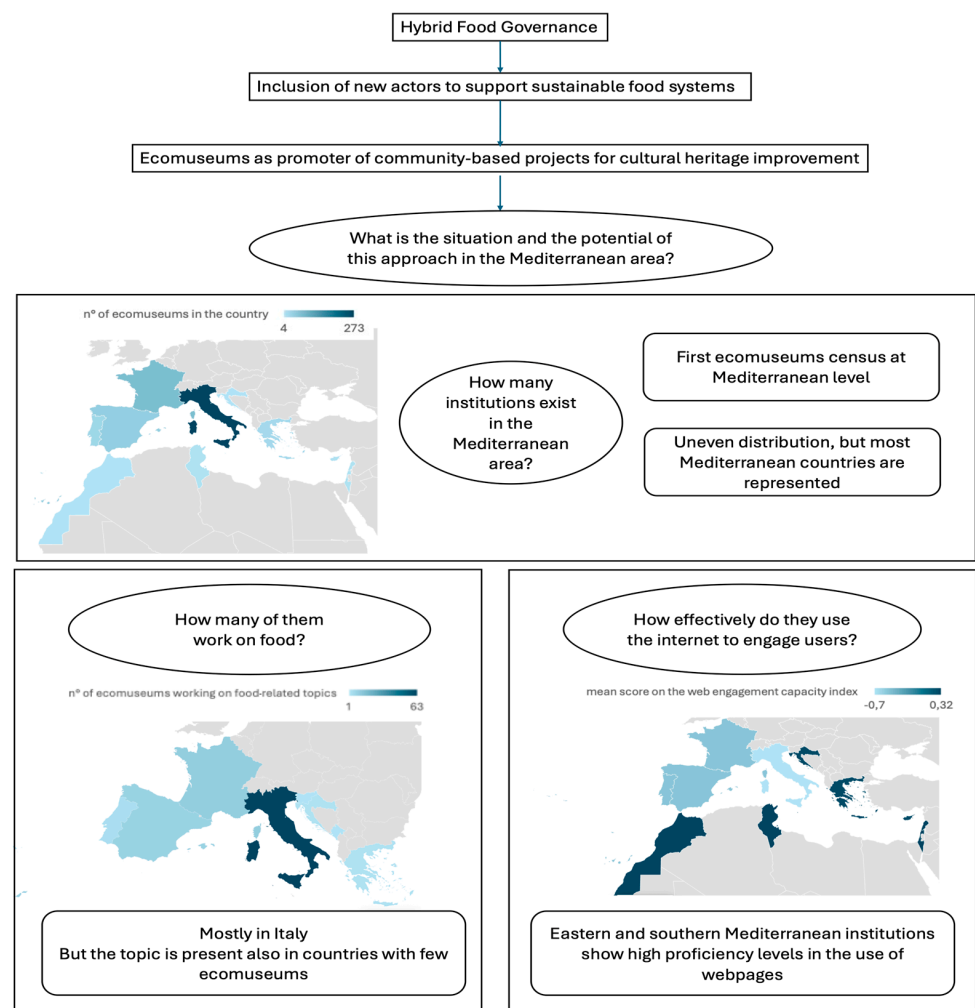 Hybrid Food Governance
Inclusion of new actors to support sustainable food systems
Ecomuseums as promoter of community-based projects for cultural heritage improvement
What is the situation and the potential of
this approach in the Mediterranean area?
n° of ecomuseums in the country
4 273
How many
institutions exist
in the
Mediterranean
area?
First ecomuseums census at
Mediterranean level
Uneven distribution, but most
Mediterranean countries are
represented
How many of them
work on food?
n° of ecomuseums working on food-related topics
1 63
Mostly in Italy
But the topic is present also in countries with few
ecomuseums
How effectively do they use
the internet to engage users?
mean score on the web engagement capacity index
-0,7 0,32
Eastern and southern Mediterranean institutions
show high proficiency levels in the use of
webpages